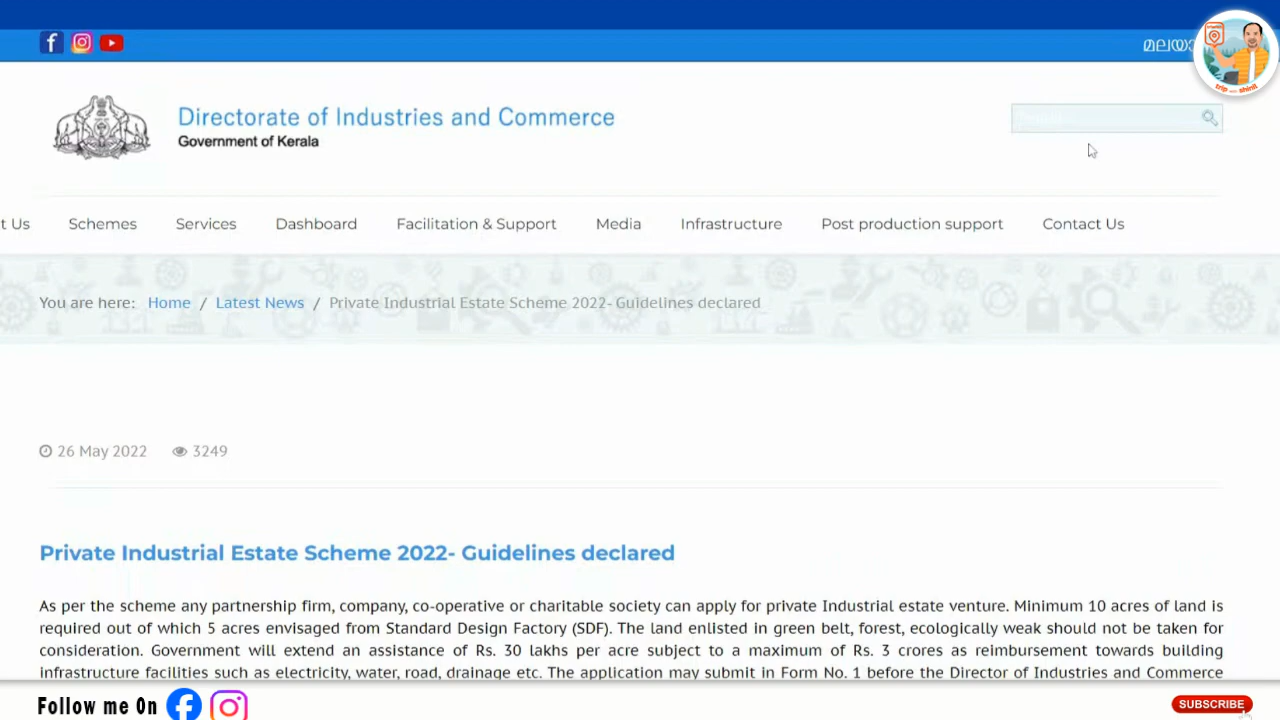 മലയാ
trip with shinil
Directorate of Industries and Commerce
Government of Kerala
t Us Schemes Services Dashboard Facilitation & Support Media Infrastructure Post production support Contact Us
You are here: Home / Latest News / Private Industrial Estate Scheme 2022- Guidelines declared
26 May 2022 3249
Private Industrial Estate Scheme 2022- Guidelines declared
As per the scheme any partnership firm, company, co-operative or charitable society can apply for private Industrial estate venture. Minimum 10 acres of land is
required out of which 5 acres envisaged from Standard Design Factory (SDF). The land enlisted in green belt, forest, ecologically weak should not be taken for
consideration. Government will extend an assistance of Rs. 30 lakhs per acre subject to a maximum of Rs. 3 crores as reimbursement towards building
infrastructure facilities such as electricity, water, road, drainage etc. The application may submit in Form No. 1 before the Director of Industries and Commerce
Follow me On
SUBSCRIBE